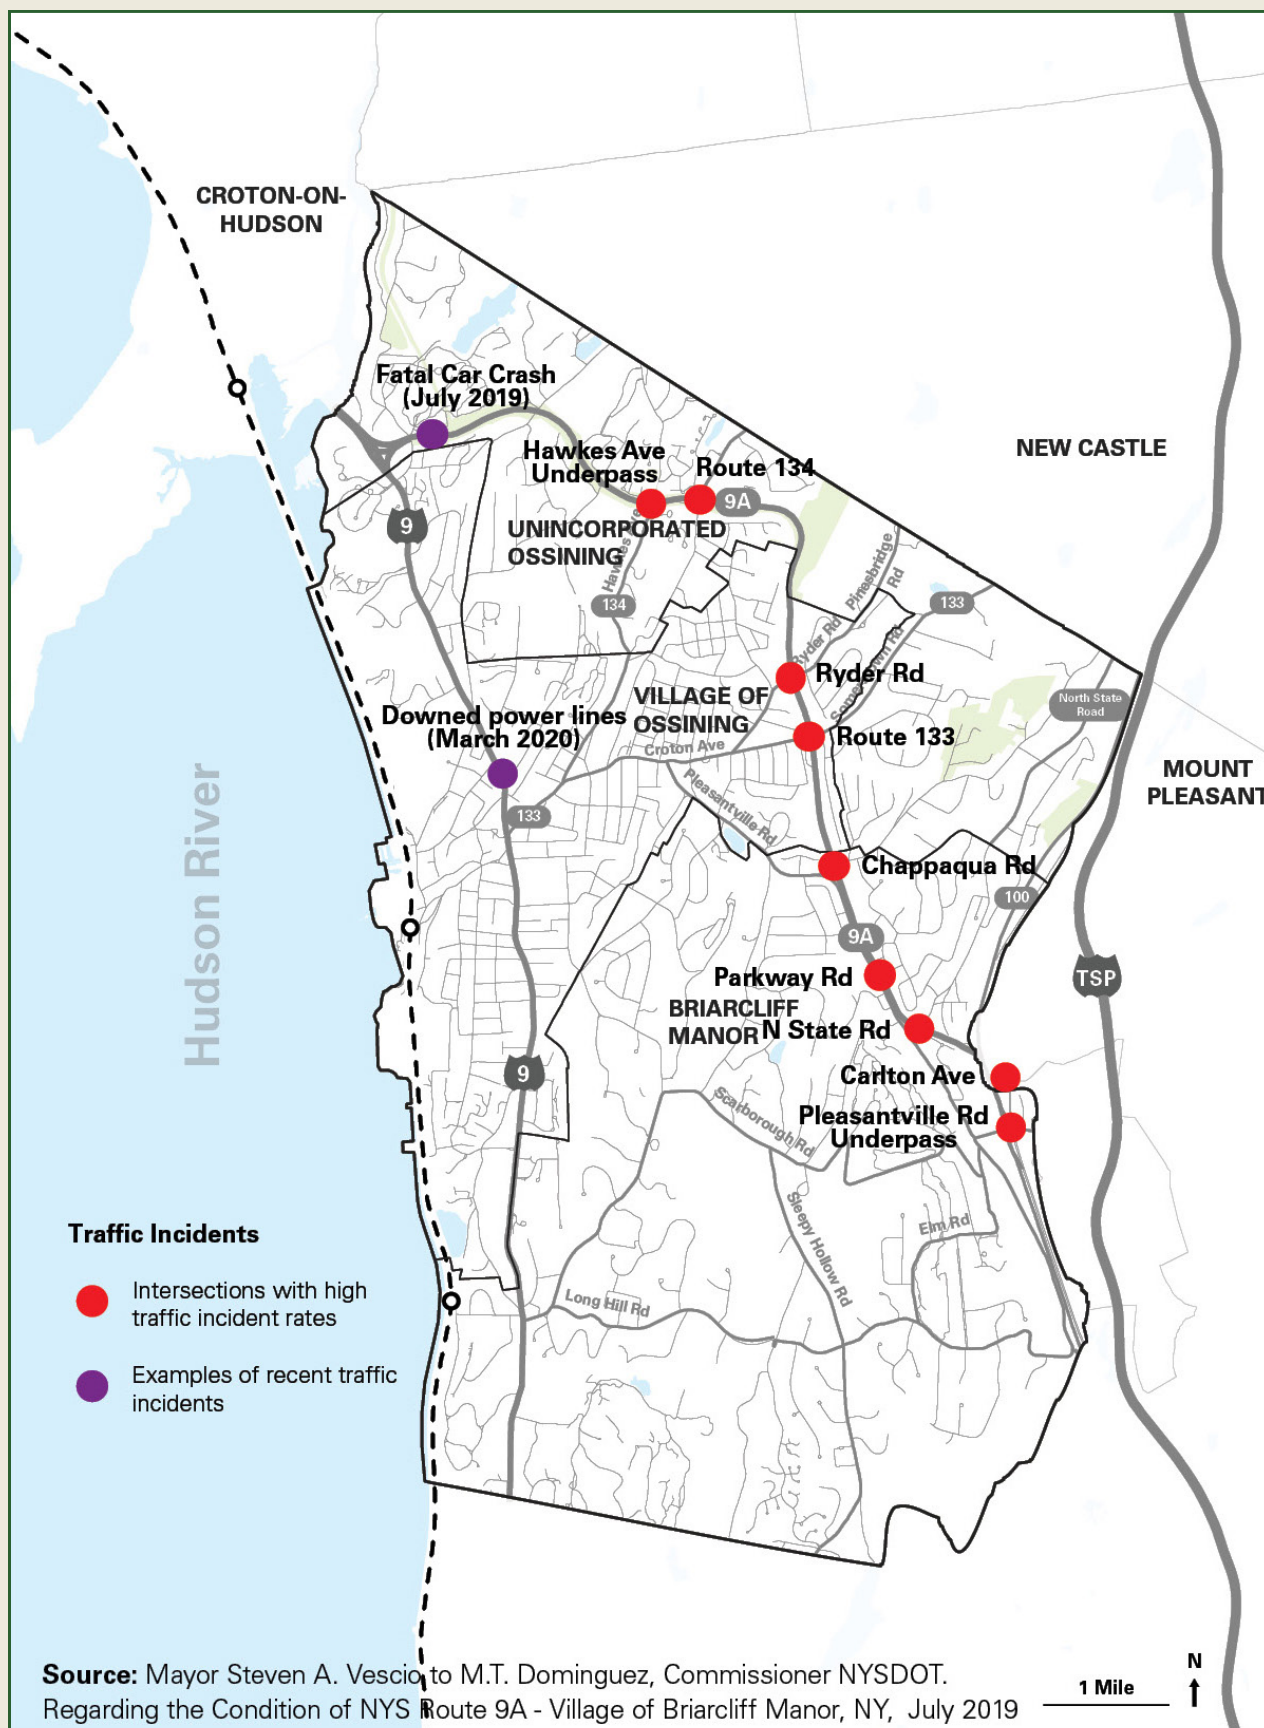 CROTON-ON-
HUDSON
Fatal Car Crash
(July 2019)
Hawkes Ave
Underpass
Route 134
9A
NEW CASTLE
9
UNINCORPORATED
OSSINING
Hawkes Ave
134
Pinesbridge
Rd
133
Ryder Rd
Somerstown Rd
Ryder Rd
North State
Road
VILLAGE OF
OSSINING
Downed power lines
(March 2020)
Croton Ave
Route 133
MOUNT
PLEASANT
Pleasantville Rd
133
Hudson River
Chappaqua Rd
100
9A
Parkway Rd
TSP
BRIARCLIFF
MANOR
N State Rd
9
Carlton Ave
Scarborough Rd
Pleasantville Rd
Underpass
Sleepy Hollow Rd
Elm Rd
Long Hill Rd
Traffic Incidents
Intersections with high
traffic incident rates
Examples of recent traffic
incidents
Source: Mayor Steven A. Vescio to M.T. Dominguez, Commissioner NYSDOT.
Regarding the Condition of NYS Route 9A - Village of Briarcliff Manor, NY, July 2019
1 Mile
N